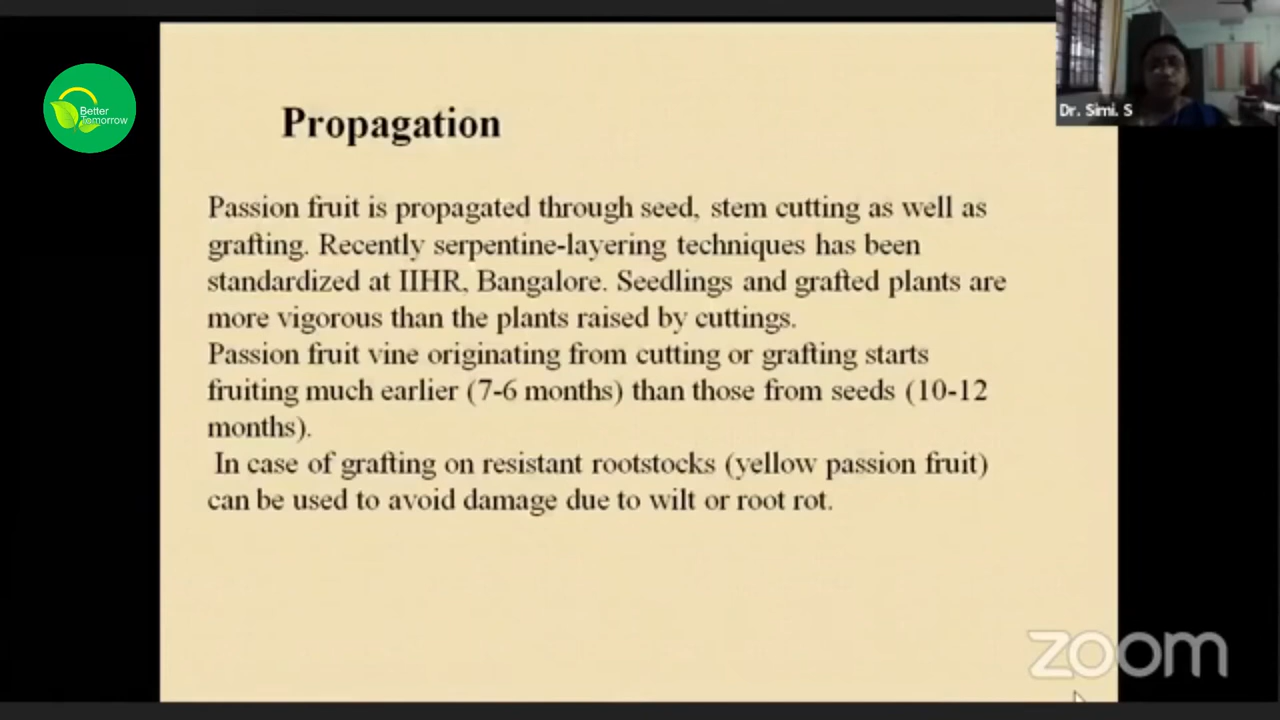 Better
Tomorrow
Dr. Simi. S
Propagation
Passion fruit is propagated through seed, stem cutting as well as
grafting. Recently serpentine-layering techniques has been
standardized at IIHR, Bangalore. Seedlings and grafted plants are
more vigorous than the plants raised by cuttings.
Passion fruit vine originating from cutting or grafting starts
fruiting much earlier (7-6 months) than those from seeds (10-12
months).
In case of grafting on resistant rootstocks (yellow passion fruit)
can be used to avoid damage due to wilt or root rot.
zoom